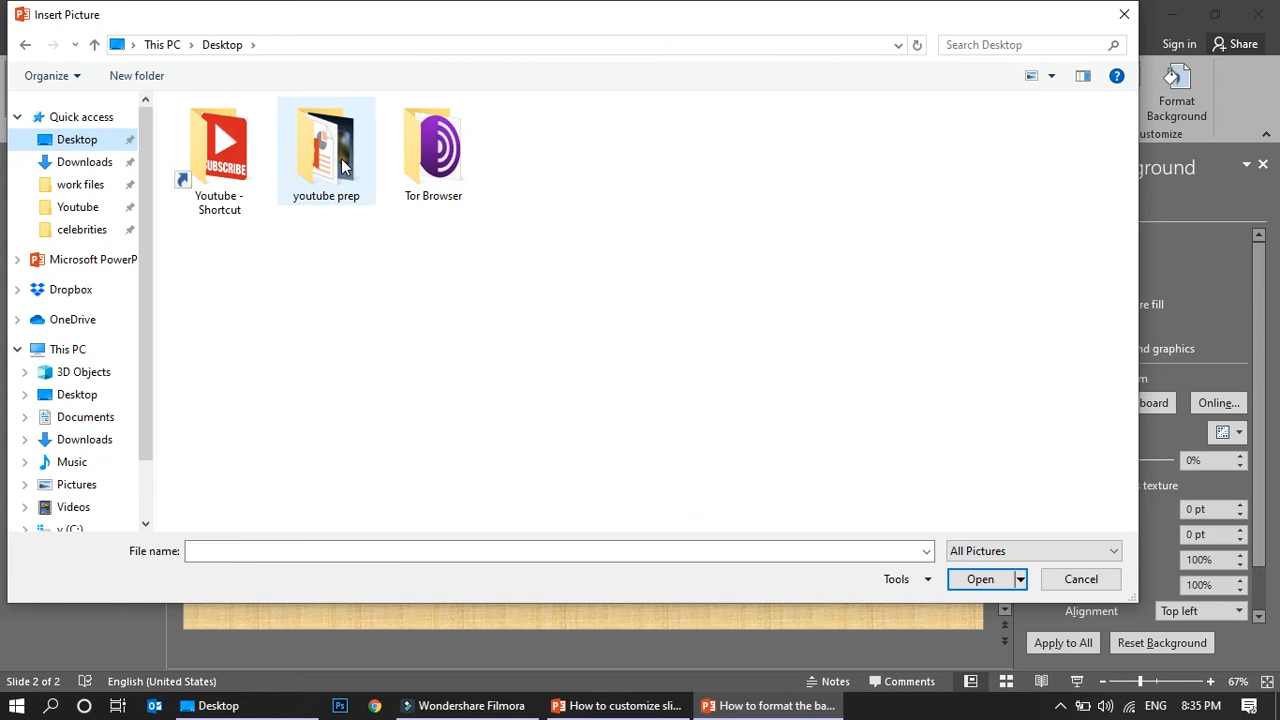 Insert Picture
This PC
Desktop
Search Desktop
Sign in
Share
Organize
New folder
Format
Background
Quick access
Desktop
Downloads
work files
Youtube
celebrities
Microsoft PowerP
Dropbox
OneDrive
This PC
3D Objects
Desktop
Documents
Downloads
Music
Pictures
Videos
SUBSCRIBE
Youtube -
Shortcut
youtube prep
Tor Browser
stomize
ground
re fill
nd graphics
m
board
Online...
0%
s texture
0 pt
0 pt
100%
100%
Alignment
Top left
File name:
All Pictures
Tools
Open
Cancel
Apply to All
Reset Background
Slide 2 of 2
English (United States)
Notes
Comments
67%
Desktop
Wondershare Filmora
How to customize sli...
How to format the ba...
ENG
8:35 PM